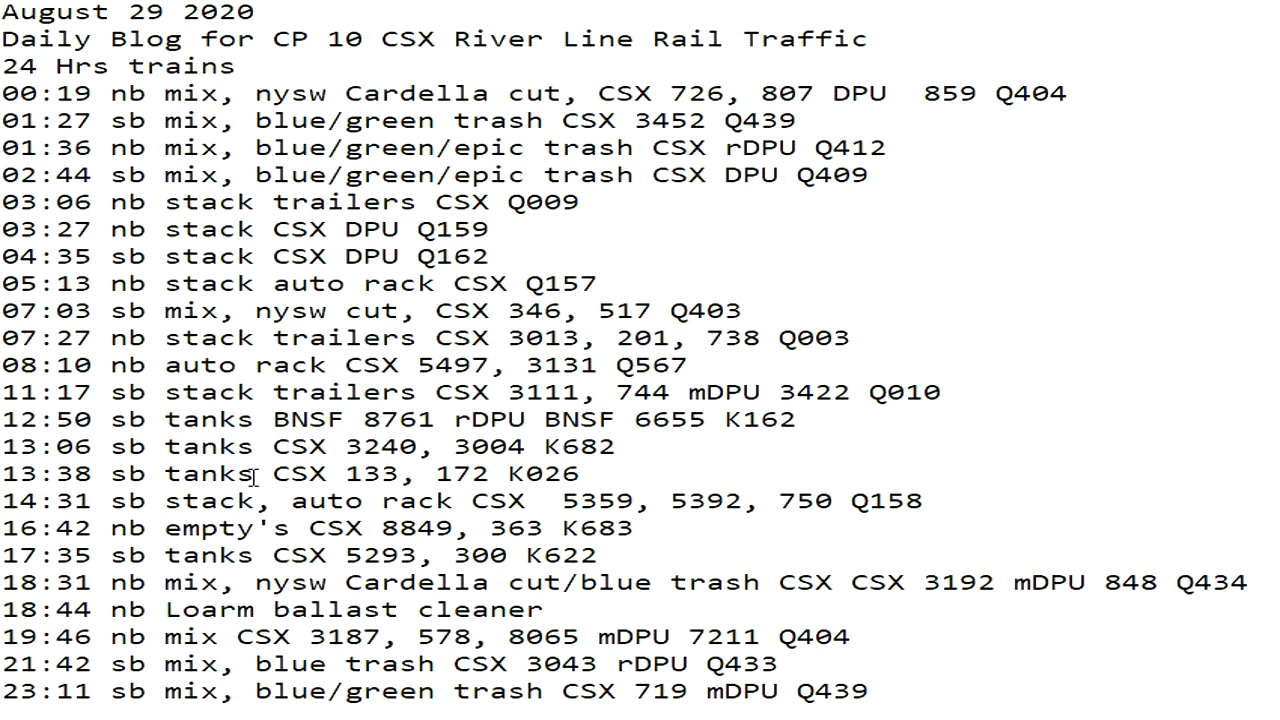 August 29 2020
Daily Blog for CP 10 CSX River Line Rail Traffic
24 Hrs trains
00:19 nb mix, nysw Cardella cut, CSX 726, 807 DPU  859 Q404
01:27 sb mix, blue/green trash CSX 3452 Q439
01:36 nb mix, blue/green/epic trash CSX rDPU Q412
02:44 sb mix, blue/green/epic trash CSX DPU Q409
03:06 nb stack trailers CSX Q009
03:27 nb stack CSX DPU Q159
04:35 sb stack CSX DPU Q162
05:13 nb stack auto rack CSX Q157
07:03 sb mix, nysw cut, CSX 346, 517 Q403
07:27 nb stack trailers CSX 3013, 201, 738 Q003
08:10 nb auto rack CSX 5497, 3131 Q567
11:17 sb stack trailers CSX 3111, 744 mDPU 3422 Q010
12:50 sb tanks BNSF 8761 rDPU BNSF 6655 K162
13:06 sb tanks CSX 3240, 3004 K682
13:38 sb tanks CSX 133, 172 K026
14:31 sb stack, auto rack CSX  5359, 5392, 750 Q158
16:42 nb empty's CSX 8849, 363 K683
17:35 sb tanks CSX 5293, 300 K622
18:31 nb mix, nysw Cardella cut/blue trash CSX CSX 3192 mDPU 848 Q434
18:44 nb Loarm ballast cleaner
19:46 nb mix CSX 3187, 578, 8065 mDPU 7211 Q404
21:42 sb mix, blue trash CSX 3043 rDPU Q433
23:11 sb mix, blue/green trash CSX 719 mDPU Q439